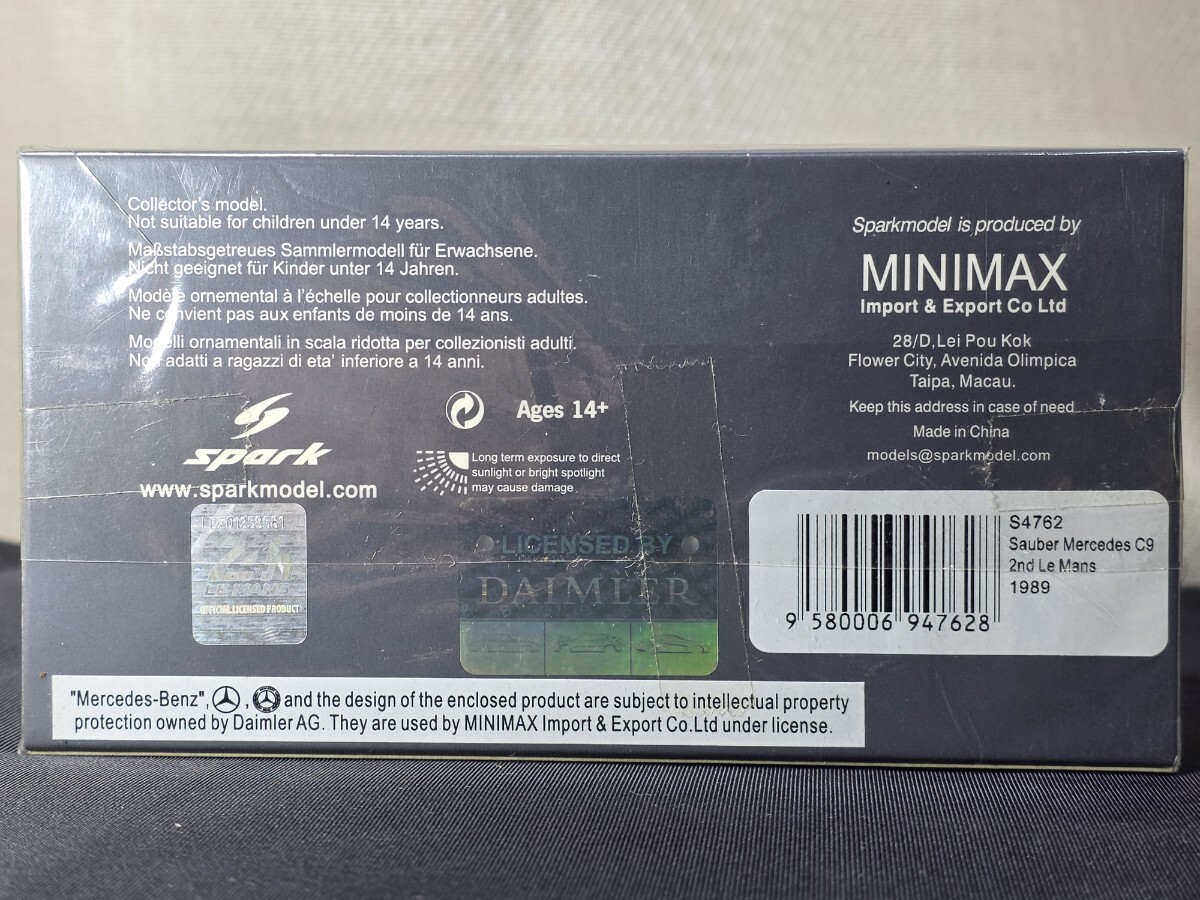 Collector's model.
Not suitable for children under 14 years.
Maßstabsgetreues Sammlermodell für Erwachsene.
Nicht geeignet für Kinder unter 14 Jahren.
Modèle ornemental à l'échelle pour collectionneurs adultes.
Ne convient pas aux enfants de moins de 14 ans.
Modelli ornamentali in scala ridotta per collezionisti adulti.
Non adatti a ragazzi di eta' inferiore a 14 anni.
Ages 14+
spark
www.sparkmodel.com
Long term exposure to direct
sunlight or bright spotlight
may cause damage
Sparkmodel is produced by
MINIMAX
Import & Export Co Ltd
28/D,Lei Pou Kok
Flower City, Avenida Olimpica
Taipa, Macau.
Keep this address in case of need
Made in China
models@sparkmodel.com
24
LE MANS
OFFICIAL LICENSED PRODUCT
LICENSED BY
DAIMLER
S4762
Sauber Mercedes C9
2nd Le Mans
1989
9 580006 947628
"Mercedes-Benz", , and the design of the enclosed product are subject to intellectual property
protection owned by Daimler AG. They are used by MINIMAX Import & Export Co.Ltd under license.